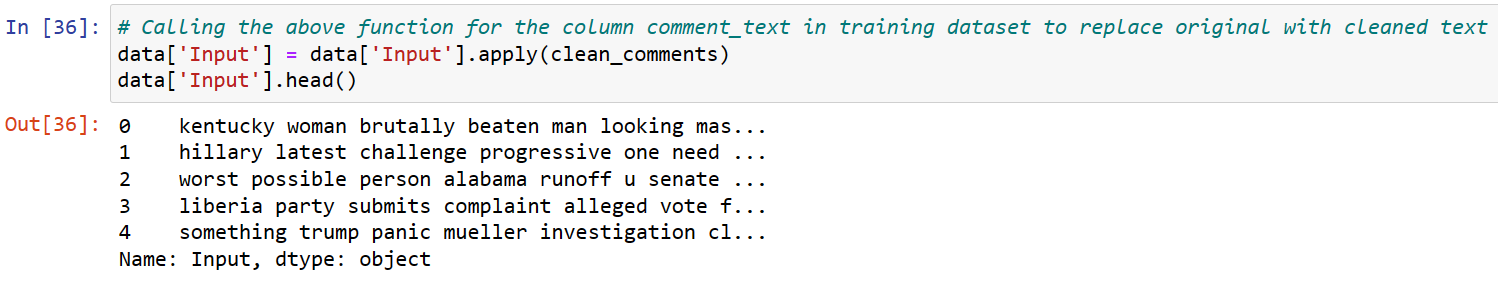 In [36]: # Calling the above function for the column comment_text in training dataset to replace original with cleaned text
data['Input'] = data['Input'].apply(clean_comments)
data['Input'].head()
Out[36]: 0    kentucky woman brutally beaten man looking mas...
1    hillary latest challenge progressive one need ...
2    worst possible person alabama runoff u senate ...
3    liberia party submits complaint alleged vote f...
4    something trump panic mueller investigation cl...
Name: Input, dtype: object